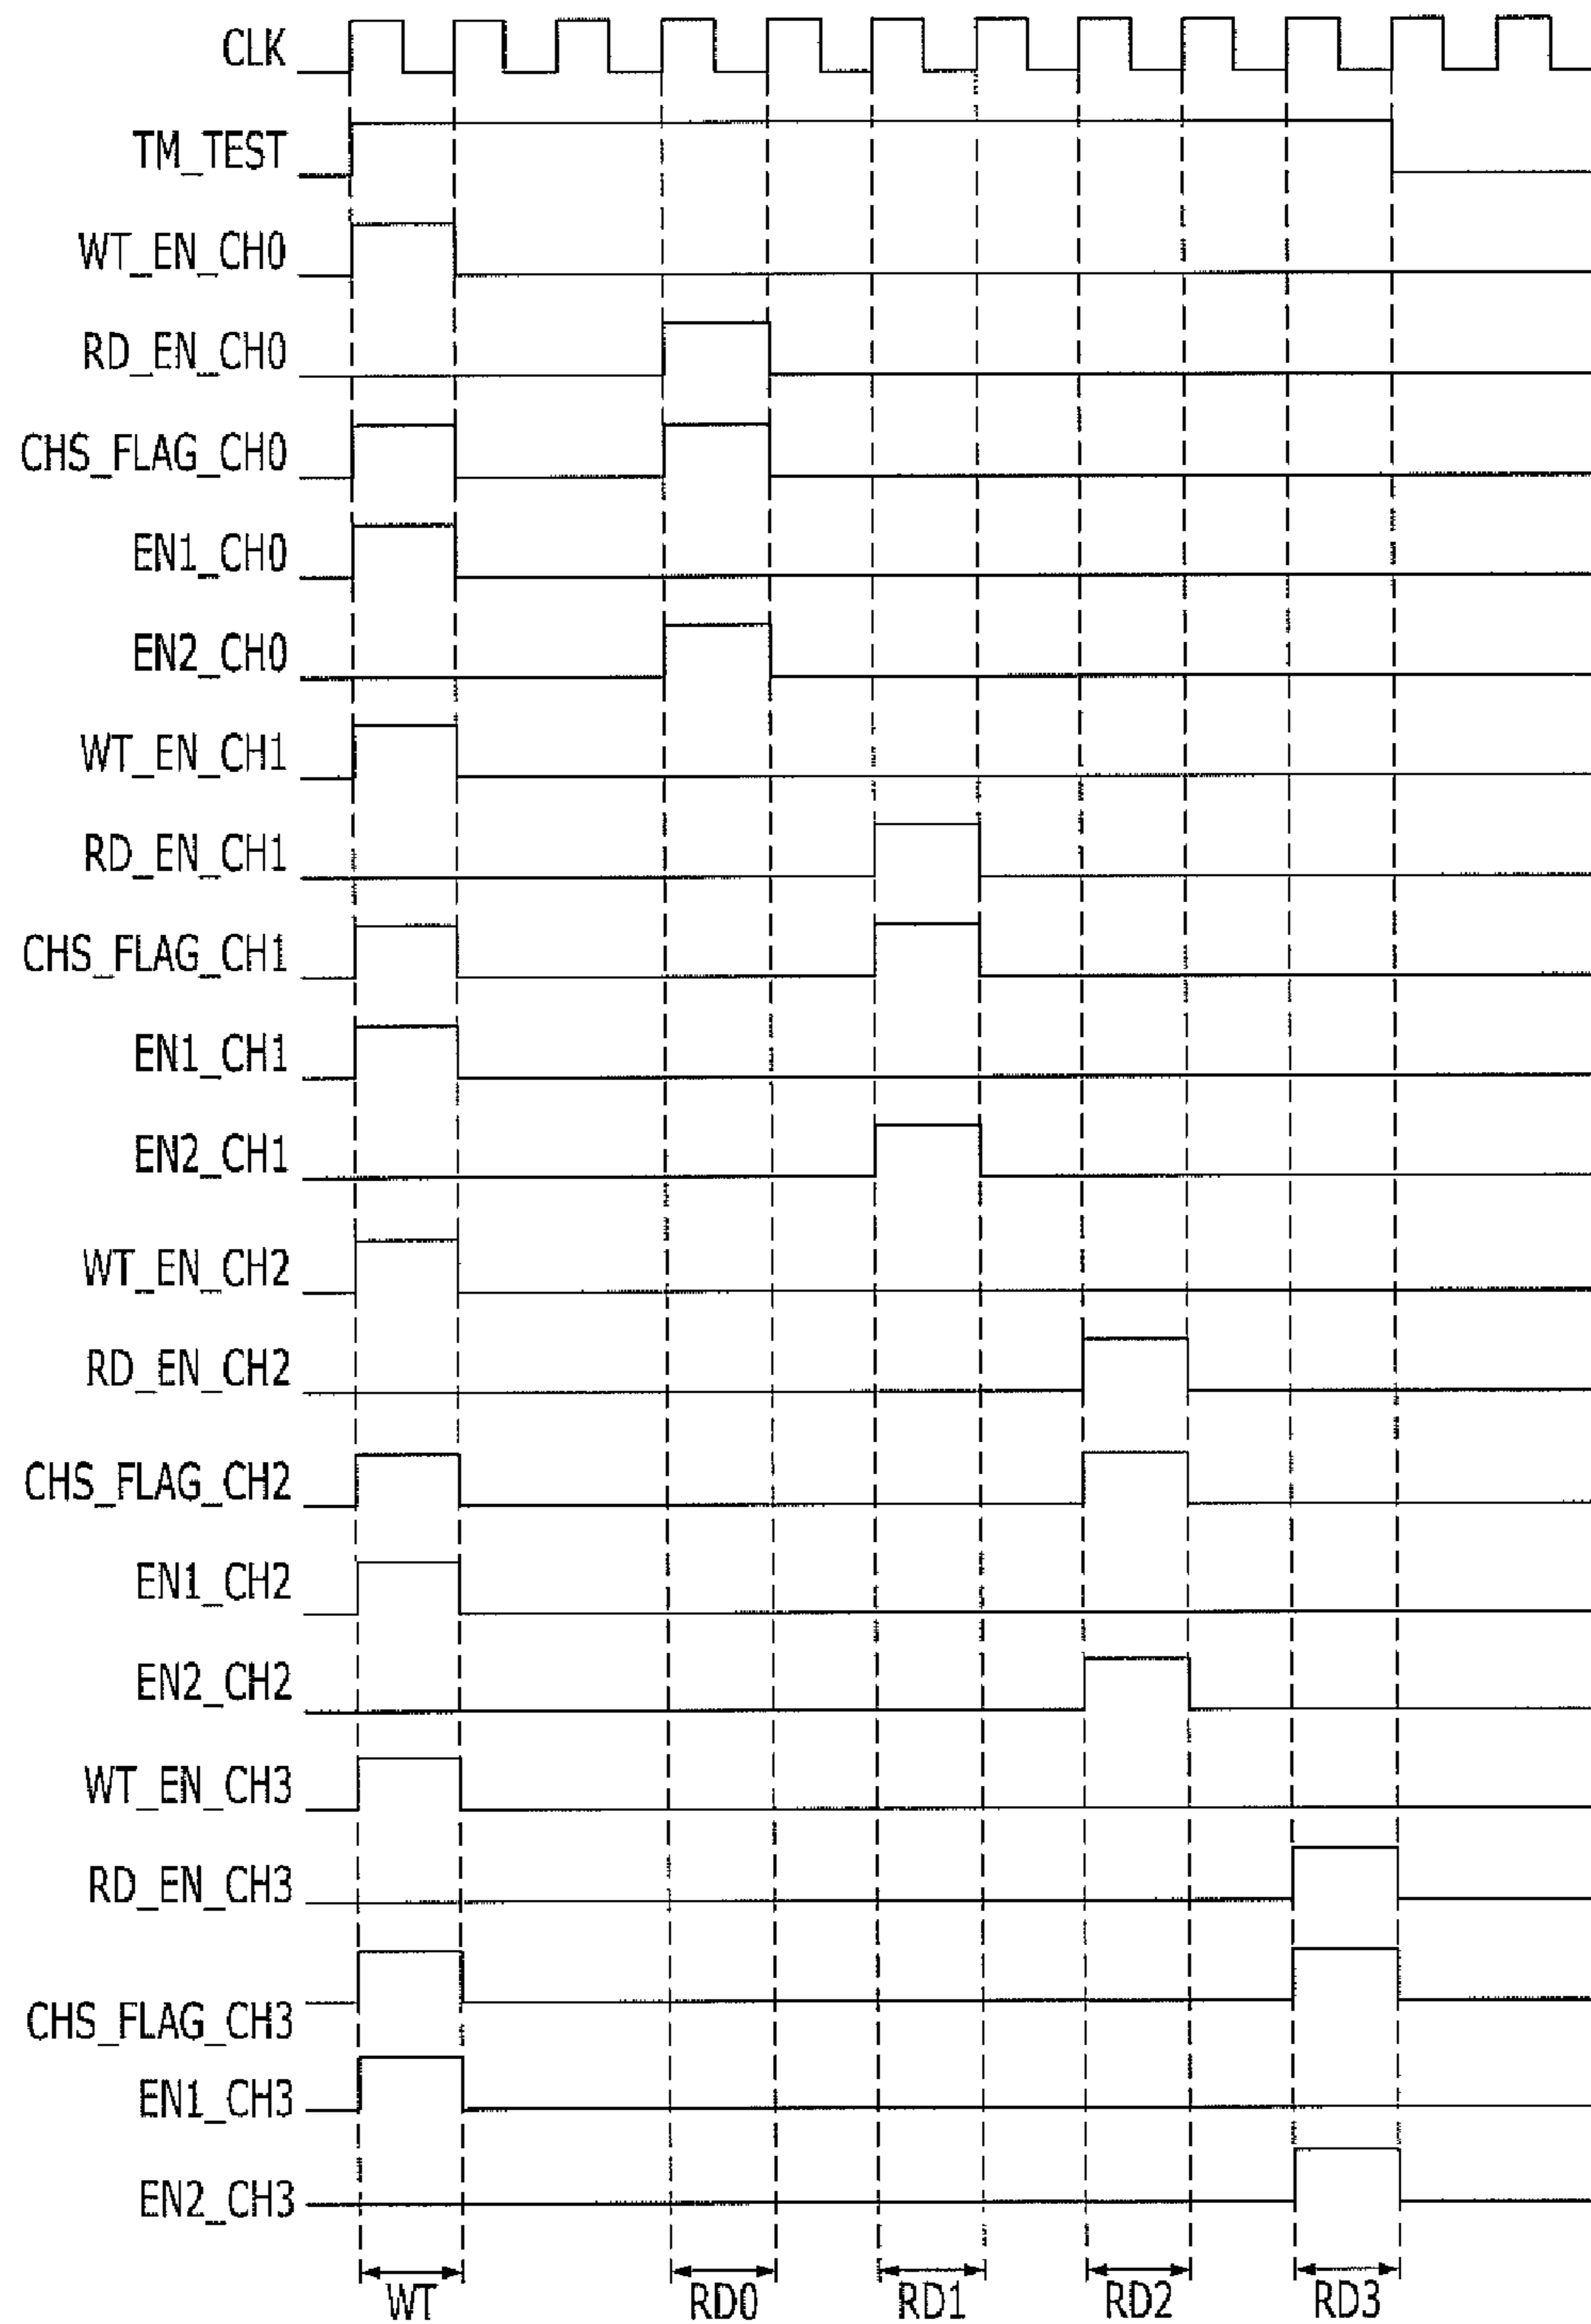 CLK
TM_TEST
WT_EN_CH0
RD_EN_CH0
CHS_FLAG_CH0
EN1_CH0
EN2_CH0
WT_EN_CH1
RD_EN_CH1
CHS_FLAG_CH1
EN1_CH1
EN2_CH1
WT_EN_CH2
RD_EN_CH2
CHS_FLAG_CH2
EN1_CH2
EN2_CH2
WT_EN_CH3
RD_EN_CH3
CHS_FLAG_CH3
EN1_CH3
EN2_CH3
WT RD0 RD1 RD2 RD3